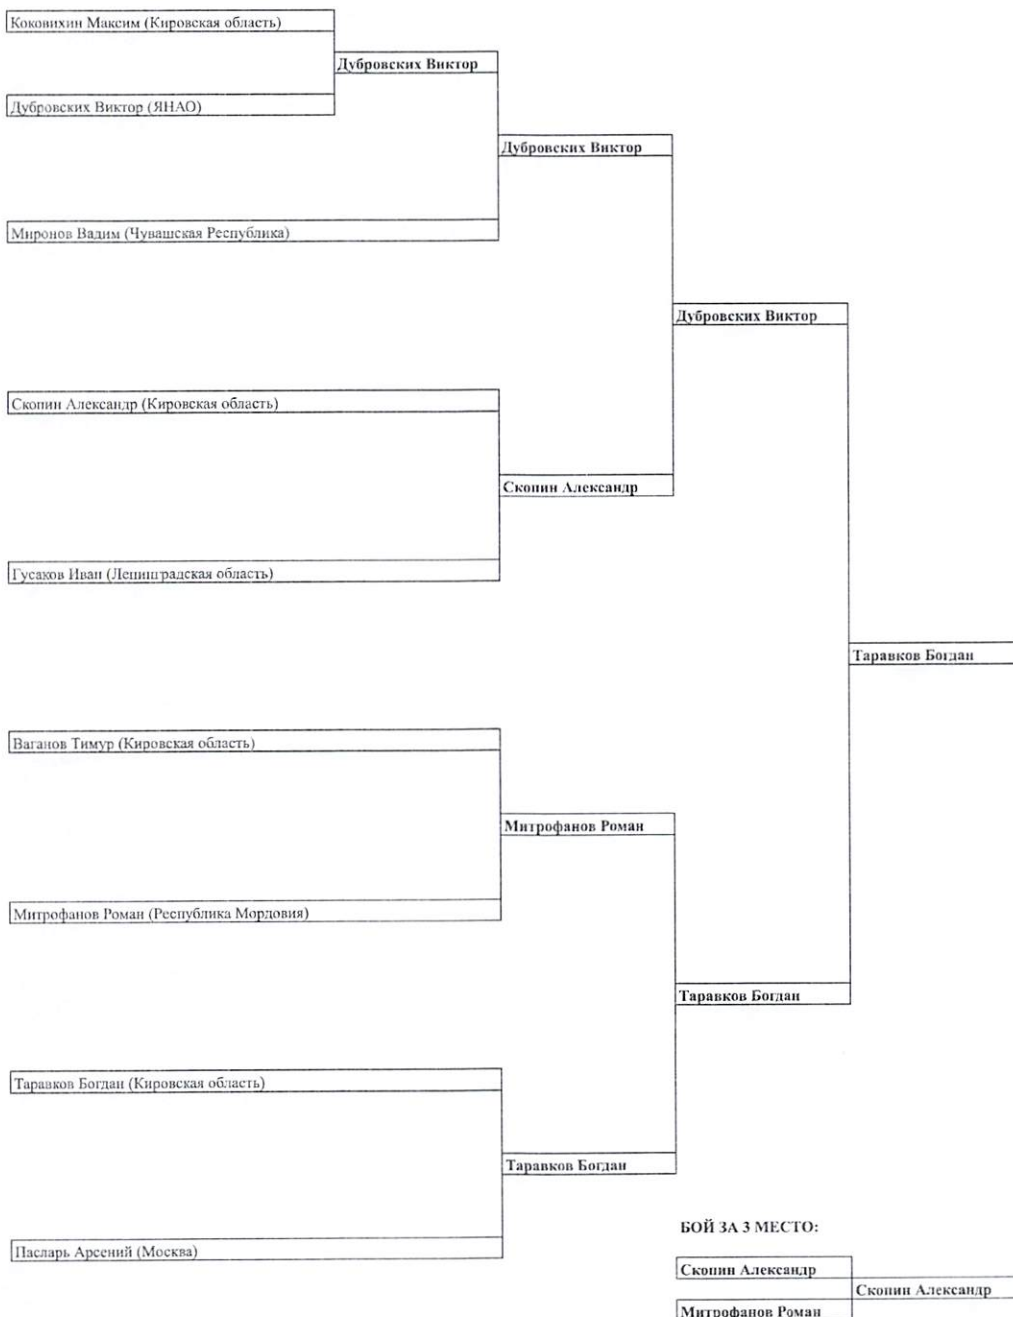 Коковихин Максим (Кировская область)
Дубровских Виктор
Дубровских Виктор (ЯНАО)
Дубровских Виктор
Миронов Вадим (Чувашская Республика)
Дубровских Виктор
Скопин Александр (Кировская область)
Скопин Александр
Гусаков Иван (Ленинградская область)
Таравков Богдан
Ваганов Тимур (Кировская область)
Митрофанов Роман
Митрофанов Роман (Республика Мордовия)
Таравков Богдан
Таравков Богдан (Кировская область)
Таравков Богдан
Пасларь Арсений (Москва)
БОЙ ЗА 3 МЕСТО:
Скопин Александр
Скопин Александр
Митрофанов Роман